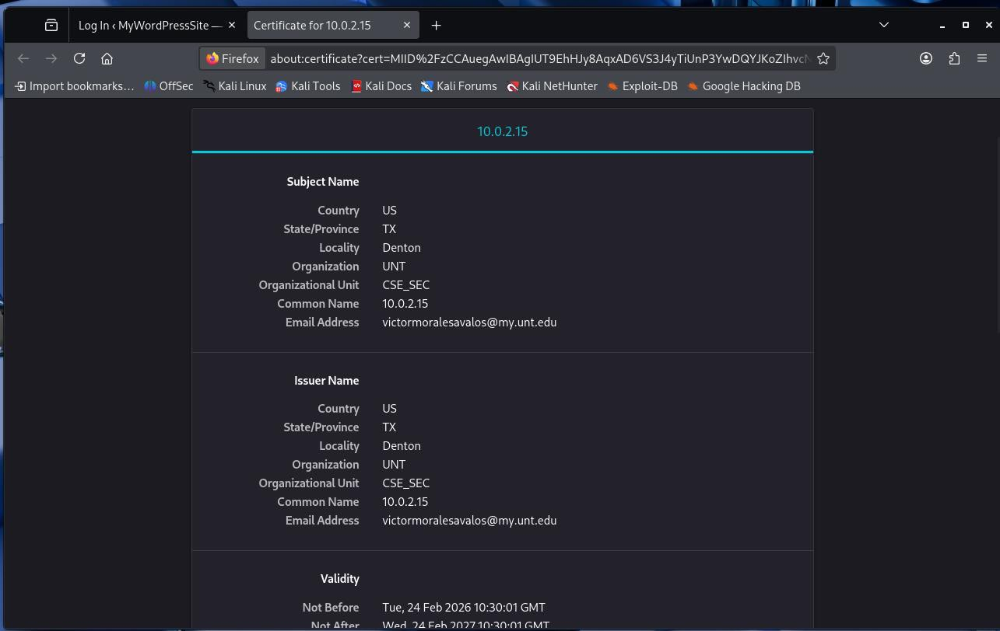 Log In ‹ MyWordPressSite —
Certificate for 10.0.2.15
Firefox
about:certificate?cert=MIID%2FzCCAuegAwIBAgIUT9EhHJy8AqxAD6VS3J4yTiUnP3YwDQYJKoZIhvcN
Import bookmarks... OffSec Kali Linux Kali Tools Kali Docs Kali Forums Kali NetHunter Exploit-DB Google Hacking DB
10.0.2.15
Subject Name
Country US
State/Province TX
Locality Denton
Organization UNT
Organizational Unit CSE_SEC
Common Name 10.0.2.15
Email Address victormoralesavalos@my.unt.edu
Issuer Name
Country US
State/Province TX
Locality Denton
Organization UNT
Organizational Unit CSE_SEC
Common Name 10.0.2.15
Email Address victormoralesavalos@my.unt.edu
Validity
Not Before Tue, 24 Feb 2026 10:30:01 GMT
Not After Wed, 24 Feb 2027 10:30:01 GMT